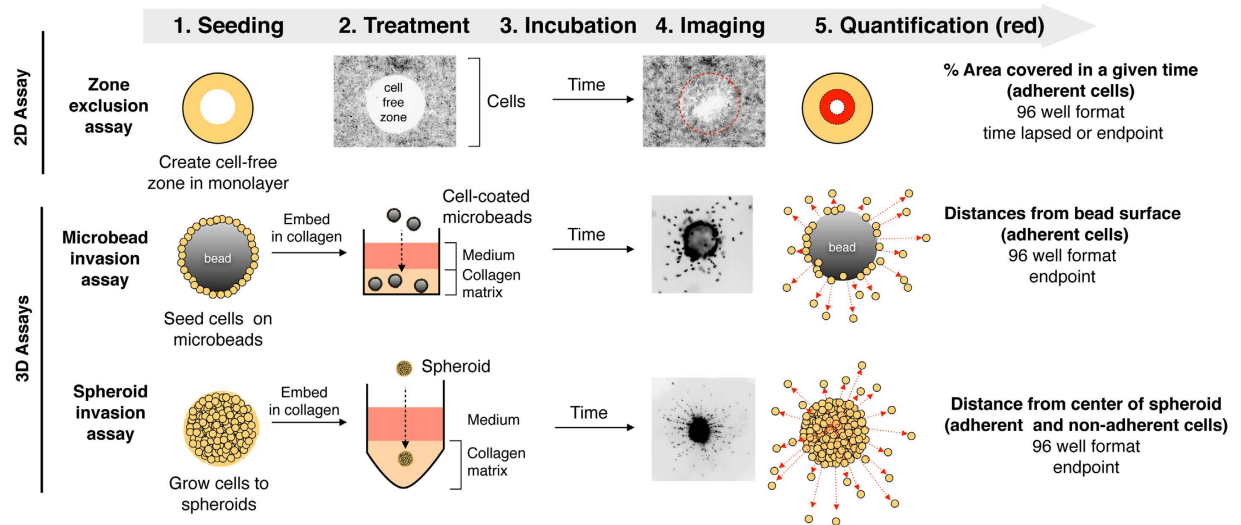 1. Seeding
2. Treatment
3. Incubation
4. Imaging
5. Quantification (red)
2D Assay
Zone
exclusion
assay
Create cell-free
zone in monolayer
cell
free
zone
Cells
Time
% Area covered in a given time
(adherent cells)
96 well format
time lapsed or endpoint
3D Assays
Microbead
invasion
assay
bead
Seed cells on
microbeads
Embed
in collagen
Cell-coated
microbeads
Medium
Collagen
matrix
Time
bead
Distances from bead surface
(adherent cells)
96 well format
endpoint
Spheroid
invasion
assay
Grow cells to
spheroids
Embed
in collagen
Spheroid
Medium
Collagen
matrix
Time
Distance from center of spheroid
(adherent and non-adherent cells)
96 well format
endpoint